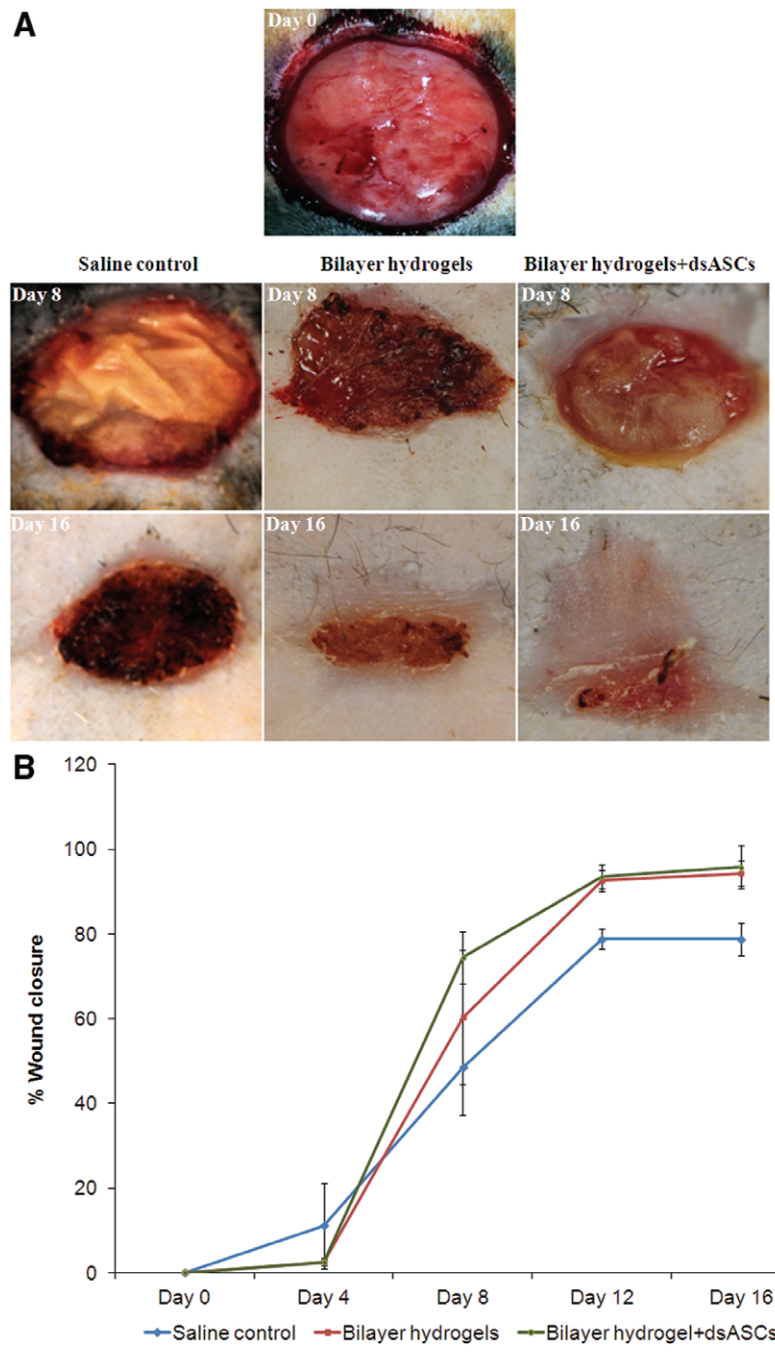 A
Day 0
Saline control
Bilayer hydrogels
Bilayer hydrogels+dsASCs
Day 8
Day 8
Day 8
Day 16
Day 16
Day 16
B
120
100
80
60
40
20
0
% Wound closure
Day 0
Day 4
Day 8
Day 12
Day 16
Saline control
Bilayer hydrogels
Bilayer hydrogel+dsASCs